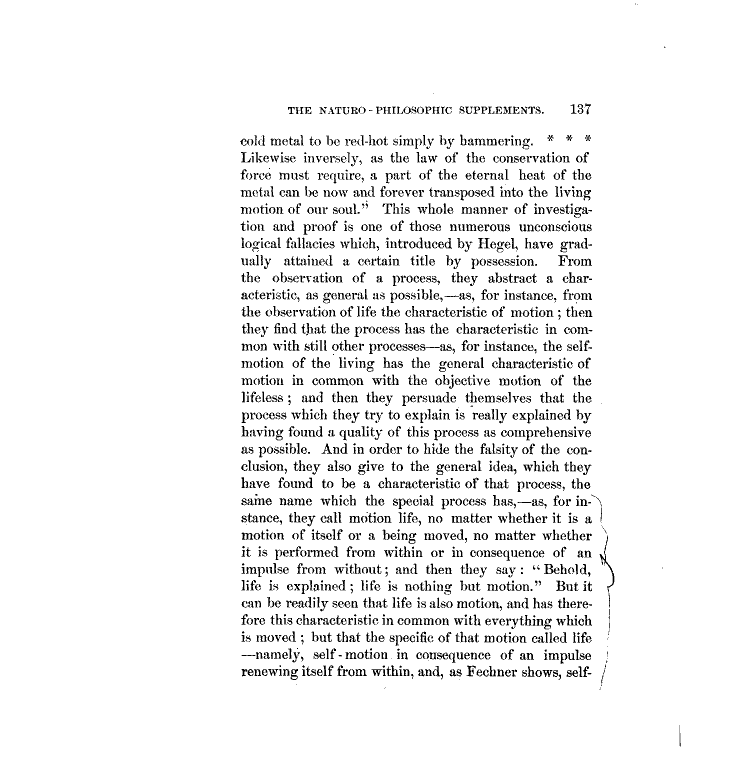 THE NATURO-PHILOSOPHIC SUPPLEMENTS. 137
cold metal to be red-hot simply by hammering. * * *
Likewise inversely, as the law of the conservation of
force must require, a part of the eternal heat of the
metal can be now and forever transposed into the living
motion of our soul." This whole manner of investiga-
tion and proof is one of those numerous unconscious
logical fallacies which, introduced by Hegel, have grad-
ually attained a certain title by possession. From
the observation of a process, they abstract a char-
acteristic, as general as possible,—as, for instance, from
the observation of life the characteristic of motion; then
they find that the process has the characteristic in com-
mon with still other processes—as, for instance, the self-
motion of the living has the general characteristic of
motion in common with the objective motion of the
lifeless; and then they persuade themselves that the
process which they try to explain is really explained by
having found a quality of this process as comprehensive
as possible. And in order to hide the falsity of the con-
clusion, they also give to the general idea, which they
have found to be a characteristic of that process, the
same name which the special process has,—as, for in-
stance, they call motion life, no matter whether it is a
motion of itself or a being moved, no matter whether
it is performed from within or in consequence of an
impulse from without; and then they say: "Behold,
life is explained; life is nothing but motion." But it
can be readily seen that life is also motion, and has there-
fore this characteristic in common with everything which
is moved; but that the specific of that motion called life
—namely, self-motion in consequence of an impulse
renewing itself from within, and, as Fechner shows, self-